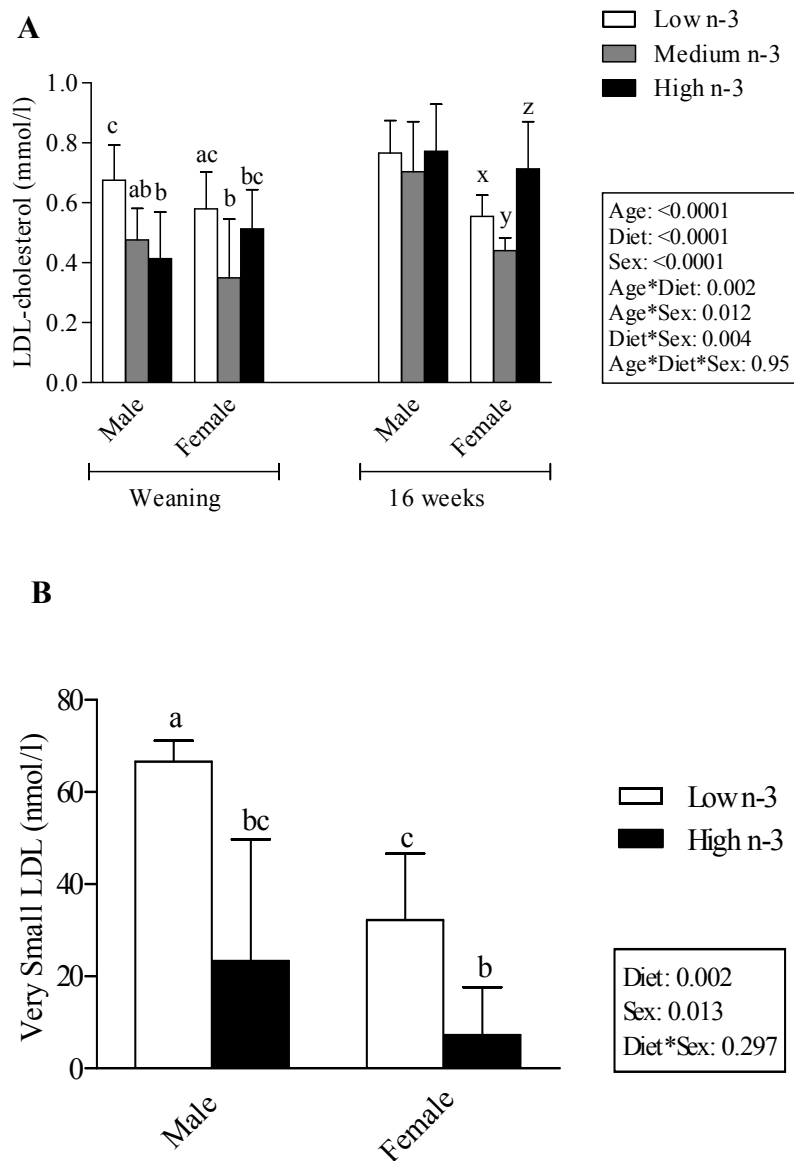 A
Low n-3
Medium n-3
High n-3
LDL-cholesterol (mmol/l)
1.0
0.8
0.6
0.4
0.2
0.0
c
ab
b
ac
b
bc
x
y
z
Male
Female
Male
Female
Weaning
16 weeks
Age: <0.0001
Diet: <0.0001
Sex: <0.0001
Age*Diet: 0.002
Age*Sex: 0.012
Diet*Sex: 0.004
Age*Diet*Sex: 0.95
B
Very Small LDL (nmol/l)
80
60
40
20
0
a
bc
c
b
Male
Female
Low n-3
High n-3
Diet: 0.002
Sex: 0.013
Diet*Sex: 0.297